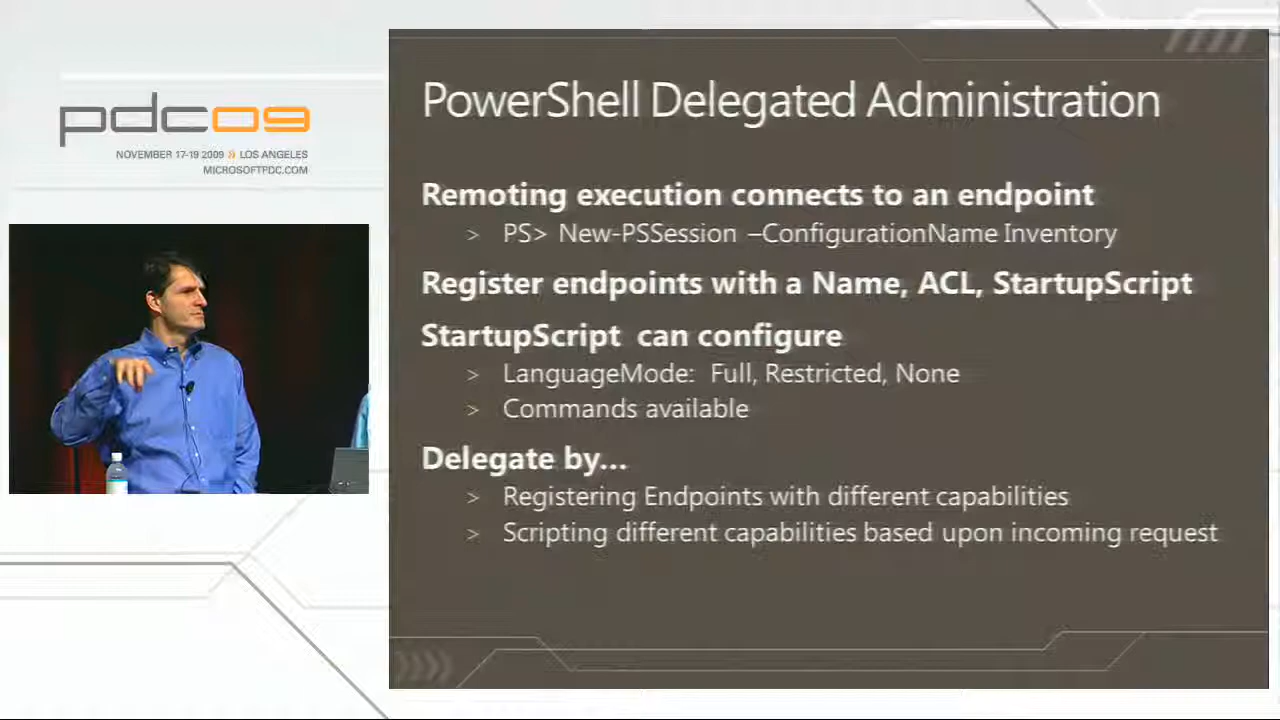 pdc09
NOVEMBER 17-19 2009 » LOS ANGELES
MICROSOFTPDC.COM
PowerShell Delegated Administration
Remoting execution connects to an endpoint
> PS> New-PSSession –ConfigurationName Inventory
Register endpoints with a Name, ACL, StartupScript
StartupScript can configure
> LanguageMode: Full, Restricted, None
> Commands available
Delegate by...
> Registering Endpoints with different capabilities
> Scripting different capabilities based upon incoming request